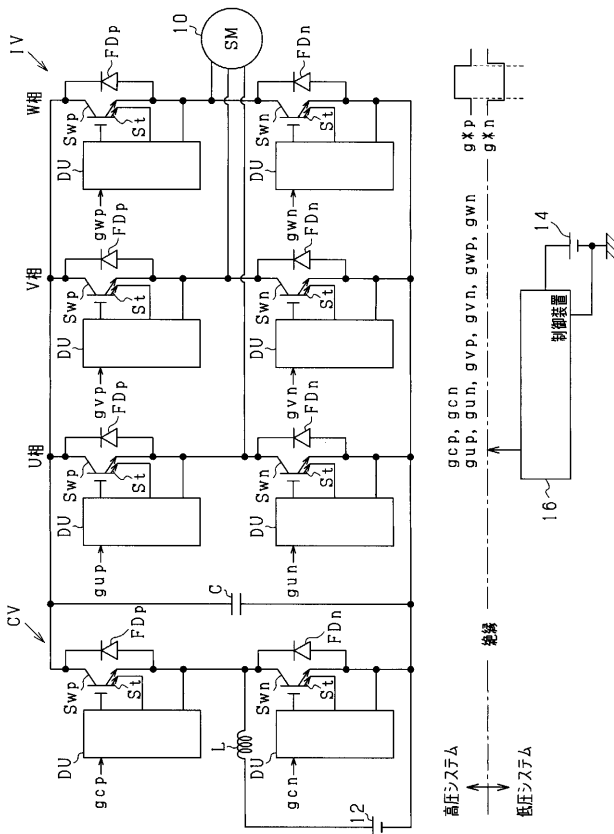 IV
10
SM
W相
FDp
Swp
St
DU
gwp
FDn
Swn
St
DU
gwn
V相
FDp
Swp
St
DU
gvp
FDn
Swn
St
DU
gvn
U相
FDp
Swp
St
DU
gup
FDn
Swn
St
DU
gun
C
CV
FDp
Swp
St
DU
gcp
FDn
Swn
St
DU
gcn
L
12
g*p
g*n
gcp, gcn
gup, gun, gvp, gvn, gwp, gwn
絶縁
高圧システム
低圧システム
制御装置
14
16